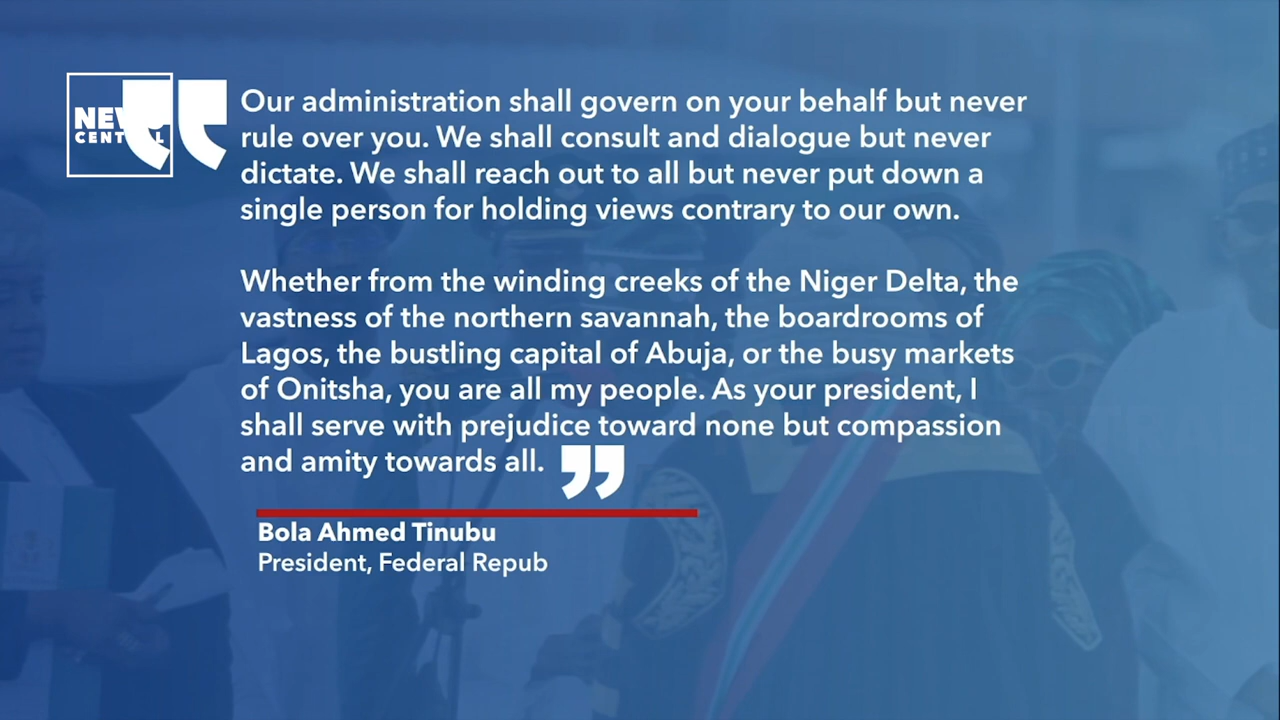 NEW
CENTRAL
Our administration shall govern on your behalf but never
rule over you. We shall consult and dialogue but never
dictate. We shall reach out to all but never put down a
single person for holding views contrary to our own.
Whether from the winding creeks of the Niger Delta, the
vastness of the northern savannah, the boardrooms of
Lagos, the bustling capital of Abuja, or the busy markets
of Onitsha, you are all my people. As your president, I
shall serve with prejudice toward none but compassion
and amity towards all.
Bola Ahmed Tinubu
President, Federal Repub